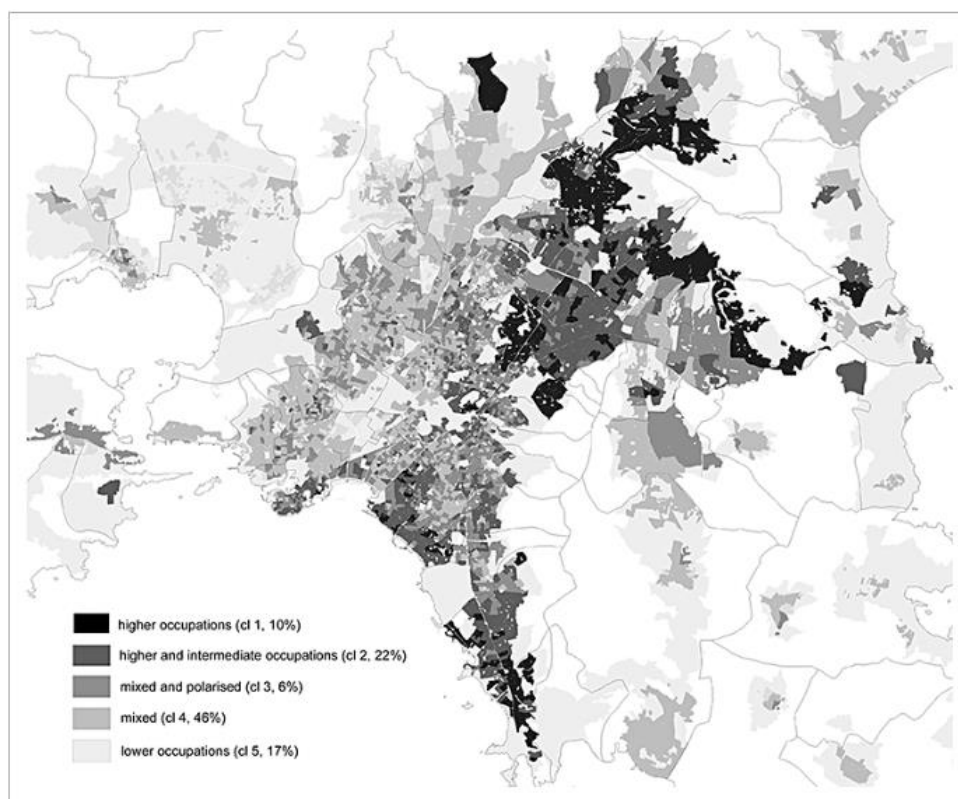 higher occupations (cl 1, 10%)
higher and intermediate occupations (cl 2, 22%)
mixed and polarised (cl 3, 6%)
mixed (cl 4, 46%)
lower occupations (cl 5, 17%)